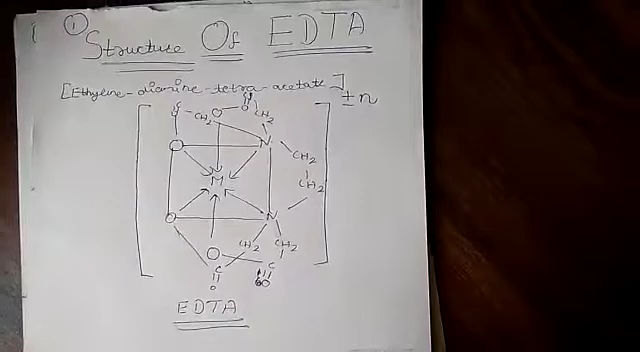 ① Structure Of EDTA
[Ethylene-diamine-tetra-acetate]±n
O C CH2 O C O CH2
O N CH2
M
CH2
O N
O CH2 CH2
C C
O O
EDTA